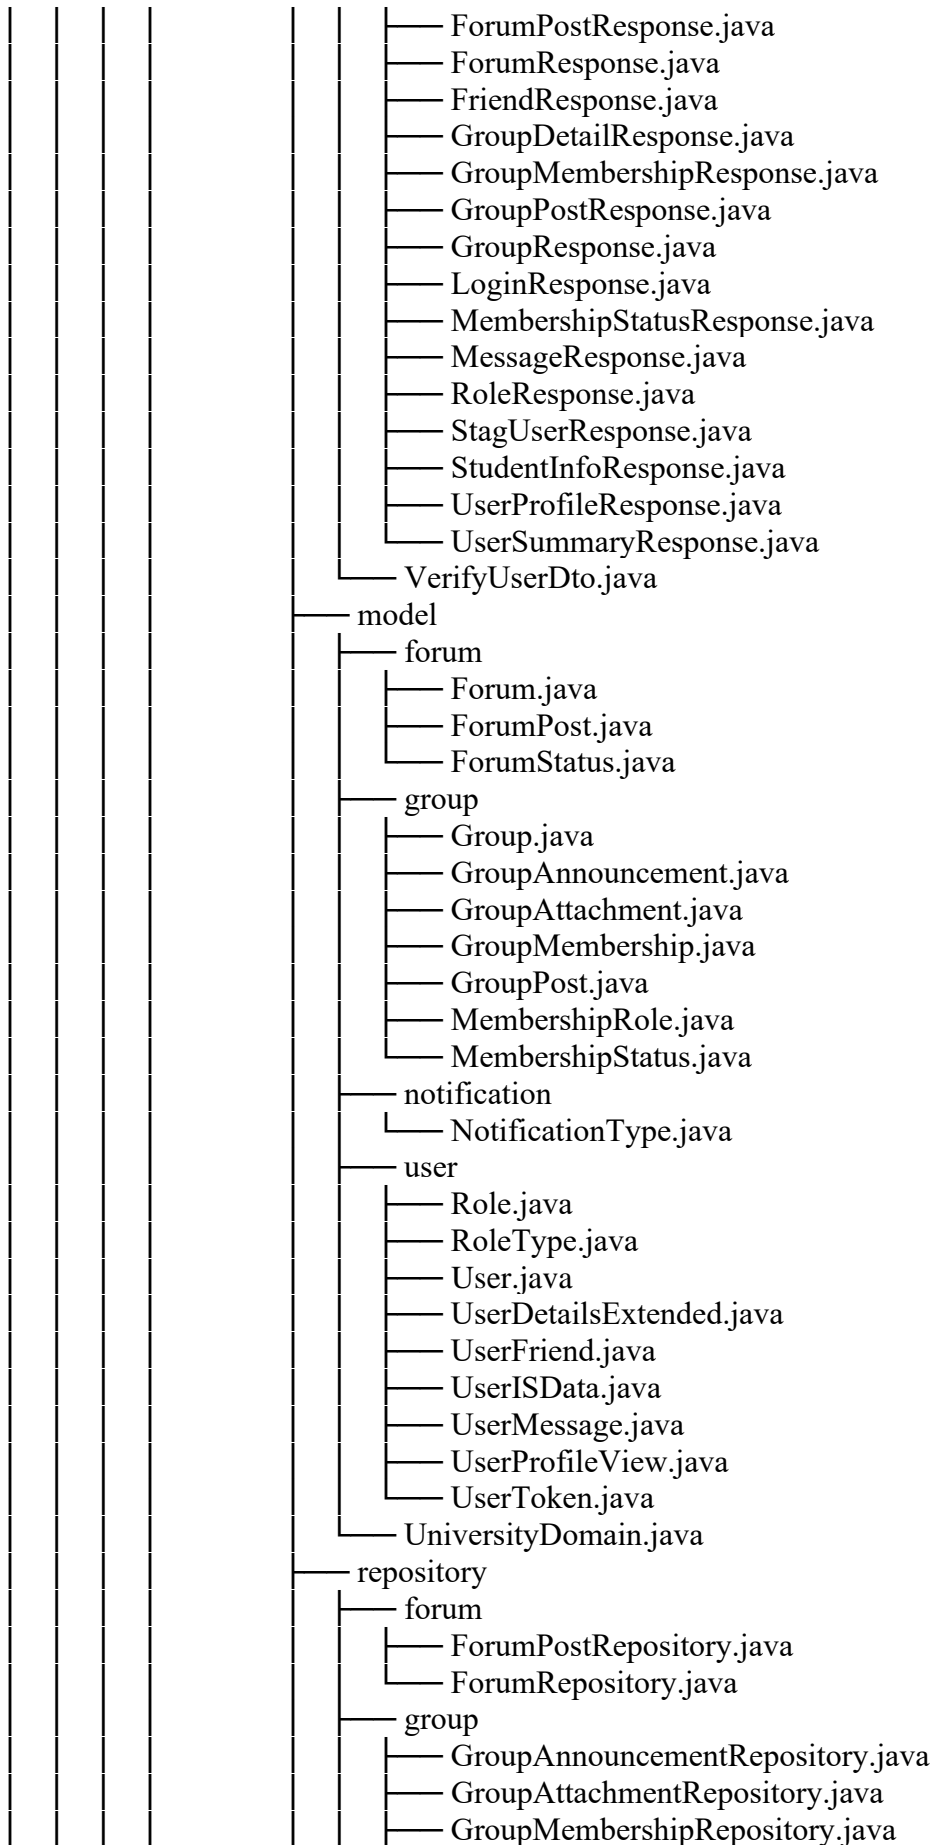 ForumPostResponse.java
ForumResponse.java
FriendResponse.java
GroupDetailResponse.java
GroupMembershipResponse.java
GroupPostResponse.java
GroupResponse.java
LoginResponse.java
MembershipStatusResponse.java
MessageResponse.java
RoleResponse.java
StagUserResponse.java
StudentInfoResponse.java
UserProfileResponse.java
UserSummaryResponse.java
VerifyUserDto.java
model
forum
Forum.java
ForumPost.java
ForumStatus.java
group
Group.java
GroupAnnouncement.java
GroupAttachment.java
GroupMembership.java
GroupPost.java
MembershipRole.java
MembershipStatus.java
notification
NotificationType.java
user
Role.java
RoleType.java
User.java
UserDetailsExtended.java
UserFriend.java
UserISData.java
UserMessage.java
UserProfileView.java
UserToken.java
UniversityDomain.java
repository
forum
ForumPostRepository.java
ForumRepository.java
group
GroupAnnouncementRepository.java
GroupAttachmentRepository.java
GroupMembershipRepository.java